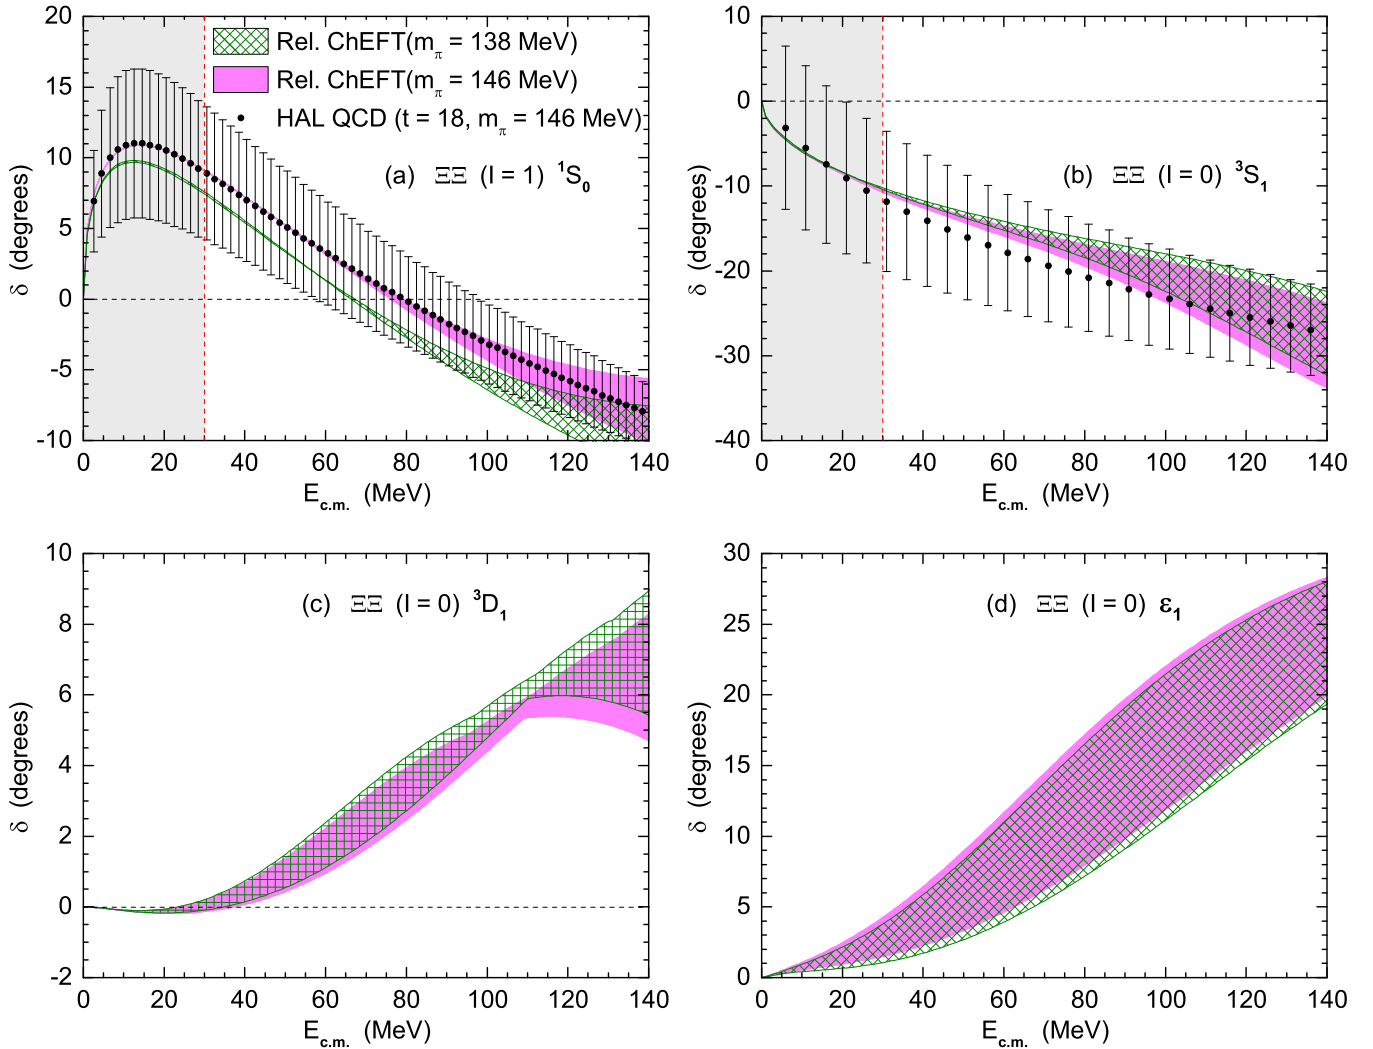 20
15
10
5
0
-5
-10
δ (degrees)
Rel. ChEFT(mπ = 138 MeV)
Rel. ChEFT(mπ = 146 MeV)
HAL QCD (t = 18, mπ = 146 MeV)
(a) ΞΞ (I = 1) ¹S₀
0 20 40 60 80 100 120 140
E_c.m. (MeV)
10
0
-10
-20
-30
-40
δ (degrees)
(b) ΞΞ (I = 0) ³S₁
0 20 40 60 80 100 120 140
E_c.m. (MeV)
10
8
6
4
2
0
-2
δ (degrees)
(c) ΞΞ (I = 0) ³D₁
0 20 40 60 80 100 120 140
E_c.m. (MeV)
30
25
20
15
10
5
0
δ (degrees)
(d) ΞΞ (I = 0) ε₁
0 20 40 60 80 100 120 140
E_c.m. (MeV)